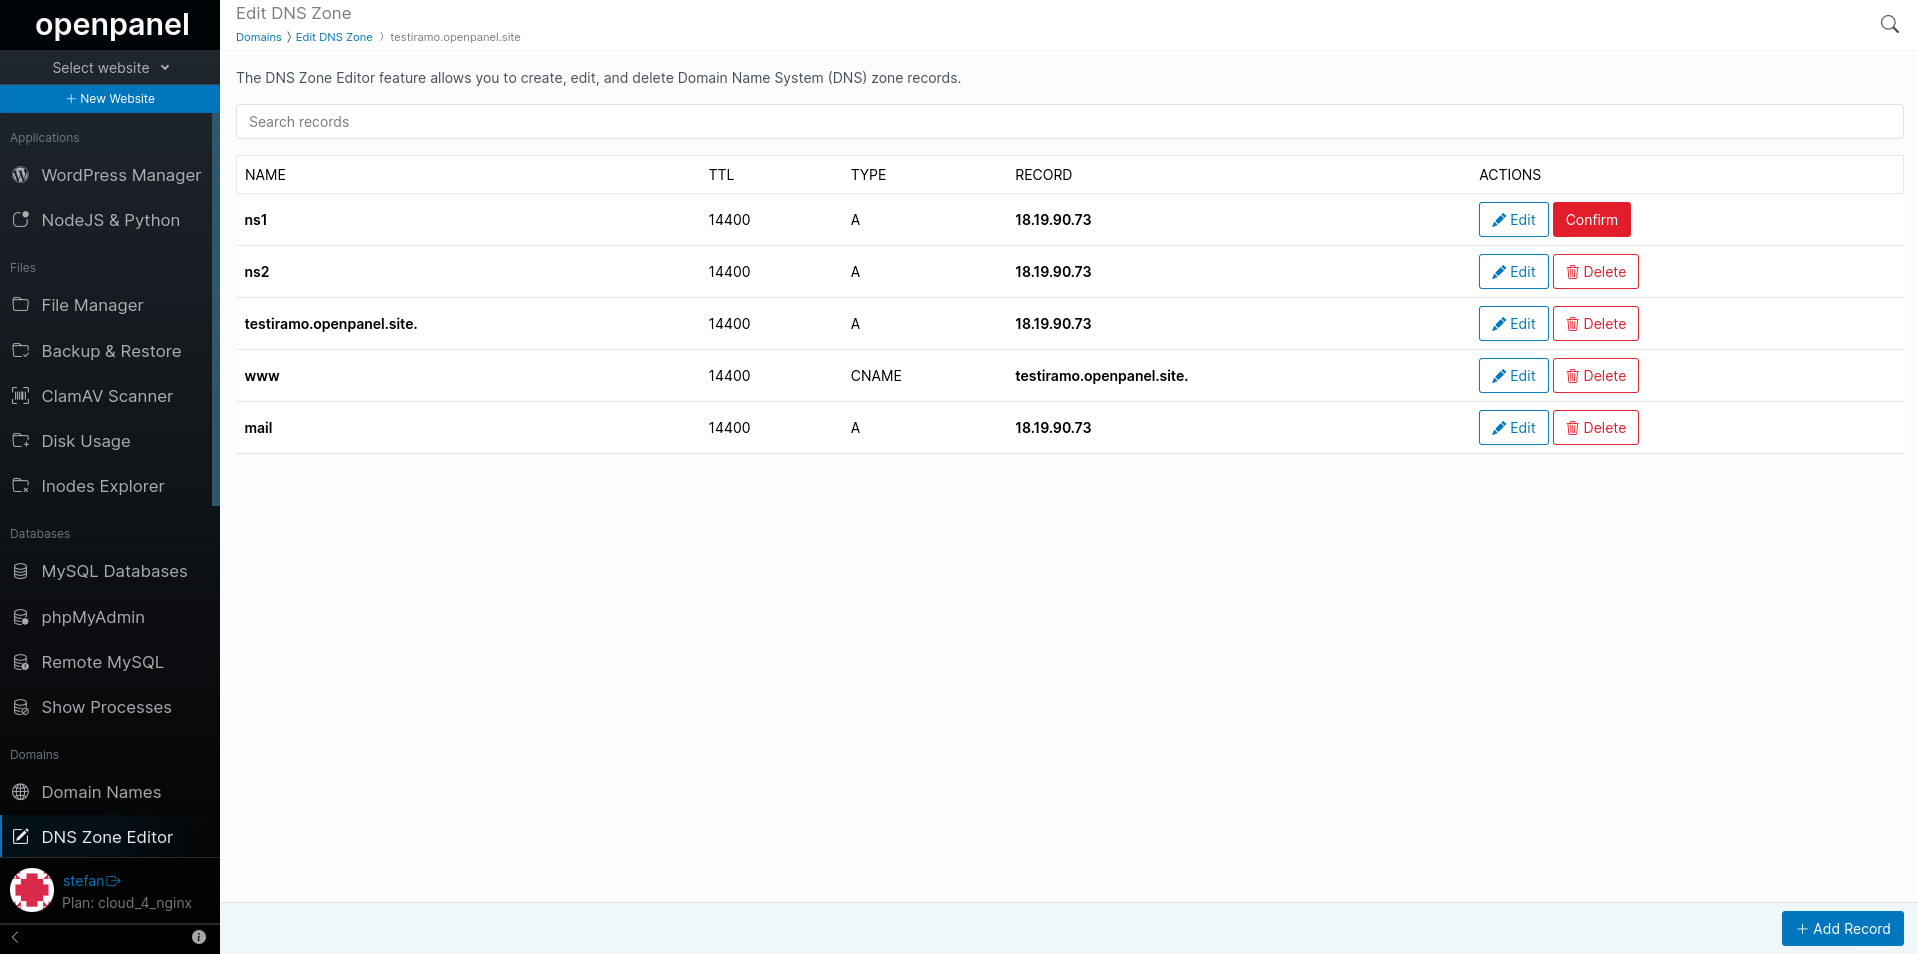 openpanel
Select website
+ New Website
Applications
WordPress Manager
NodeJS & Python
Files
File Manager
Backup & Restore
ClamAV Scanner
Disk Usage
Inodes Explorer
Databases
MySQL Databases
phpMyAdmin
Remote MySQL
Show Processes
Domains
Domain Names
DNS Zone Editor
stefan
Plan: cloud_4_nginx
Edit DNS Zone
Domains > Edit DNS Zone > testiramo.openpanel.site
The DNS Zone Editor feature allows you to create, edit, and delete Domain Name System (DNS) zone records.
Search records
NAME TTL TYPE RECORD ACTIONS
ns1 14400 A 18.19.90.73 Edit Confirm
ns2 14400 A 18.19.90.73 Edit Delete
testiramo.openpanel.site. 14400 A 18.19.90.73 Edit Delete
www 14400 CNAME testiramo.openpanel.site. Edit Delete
mail 14400 A 18.19.90.73 Edit Delete
+ Add Record